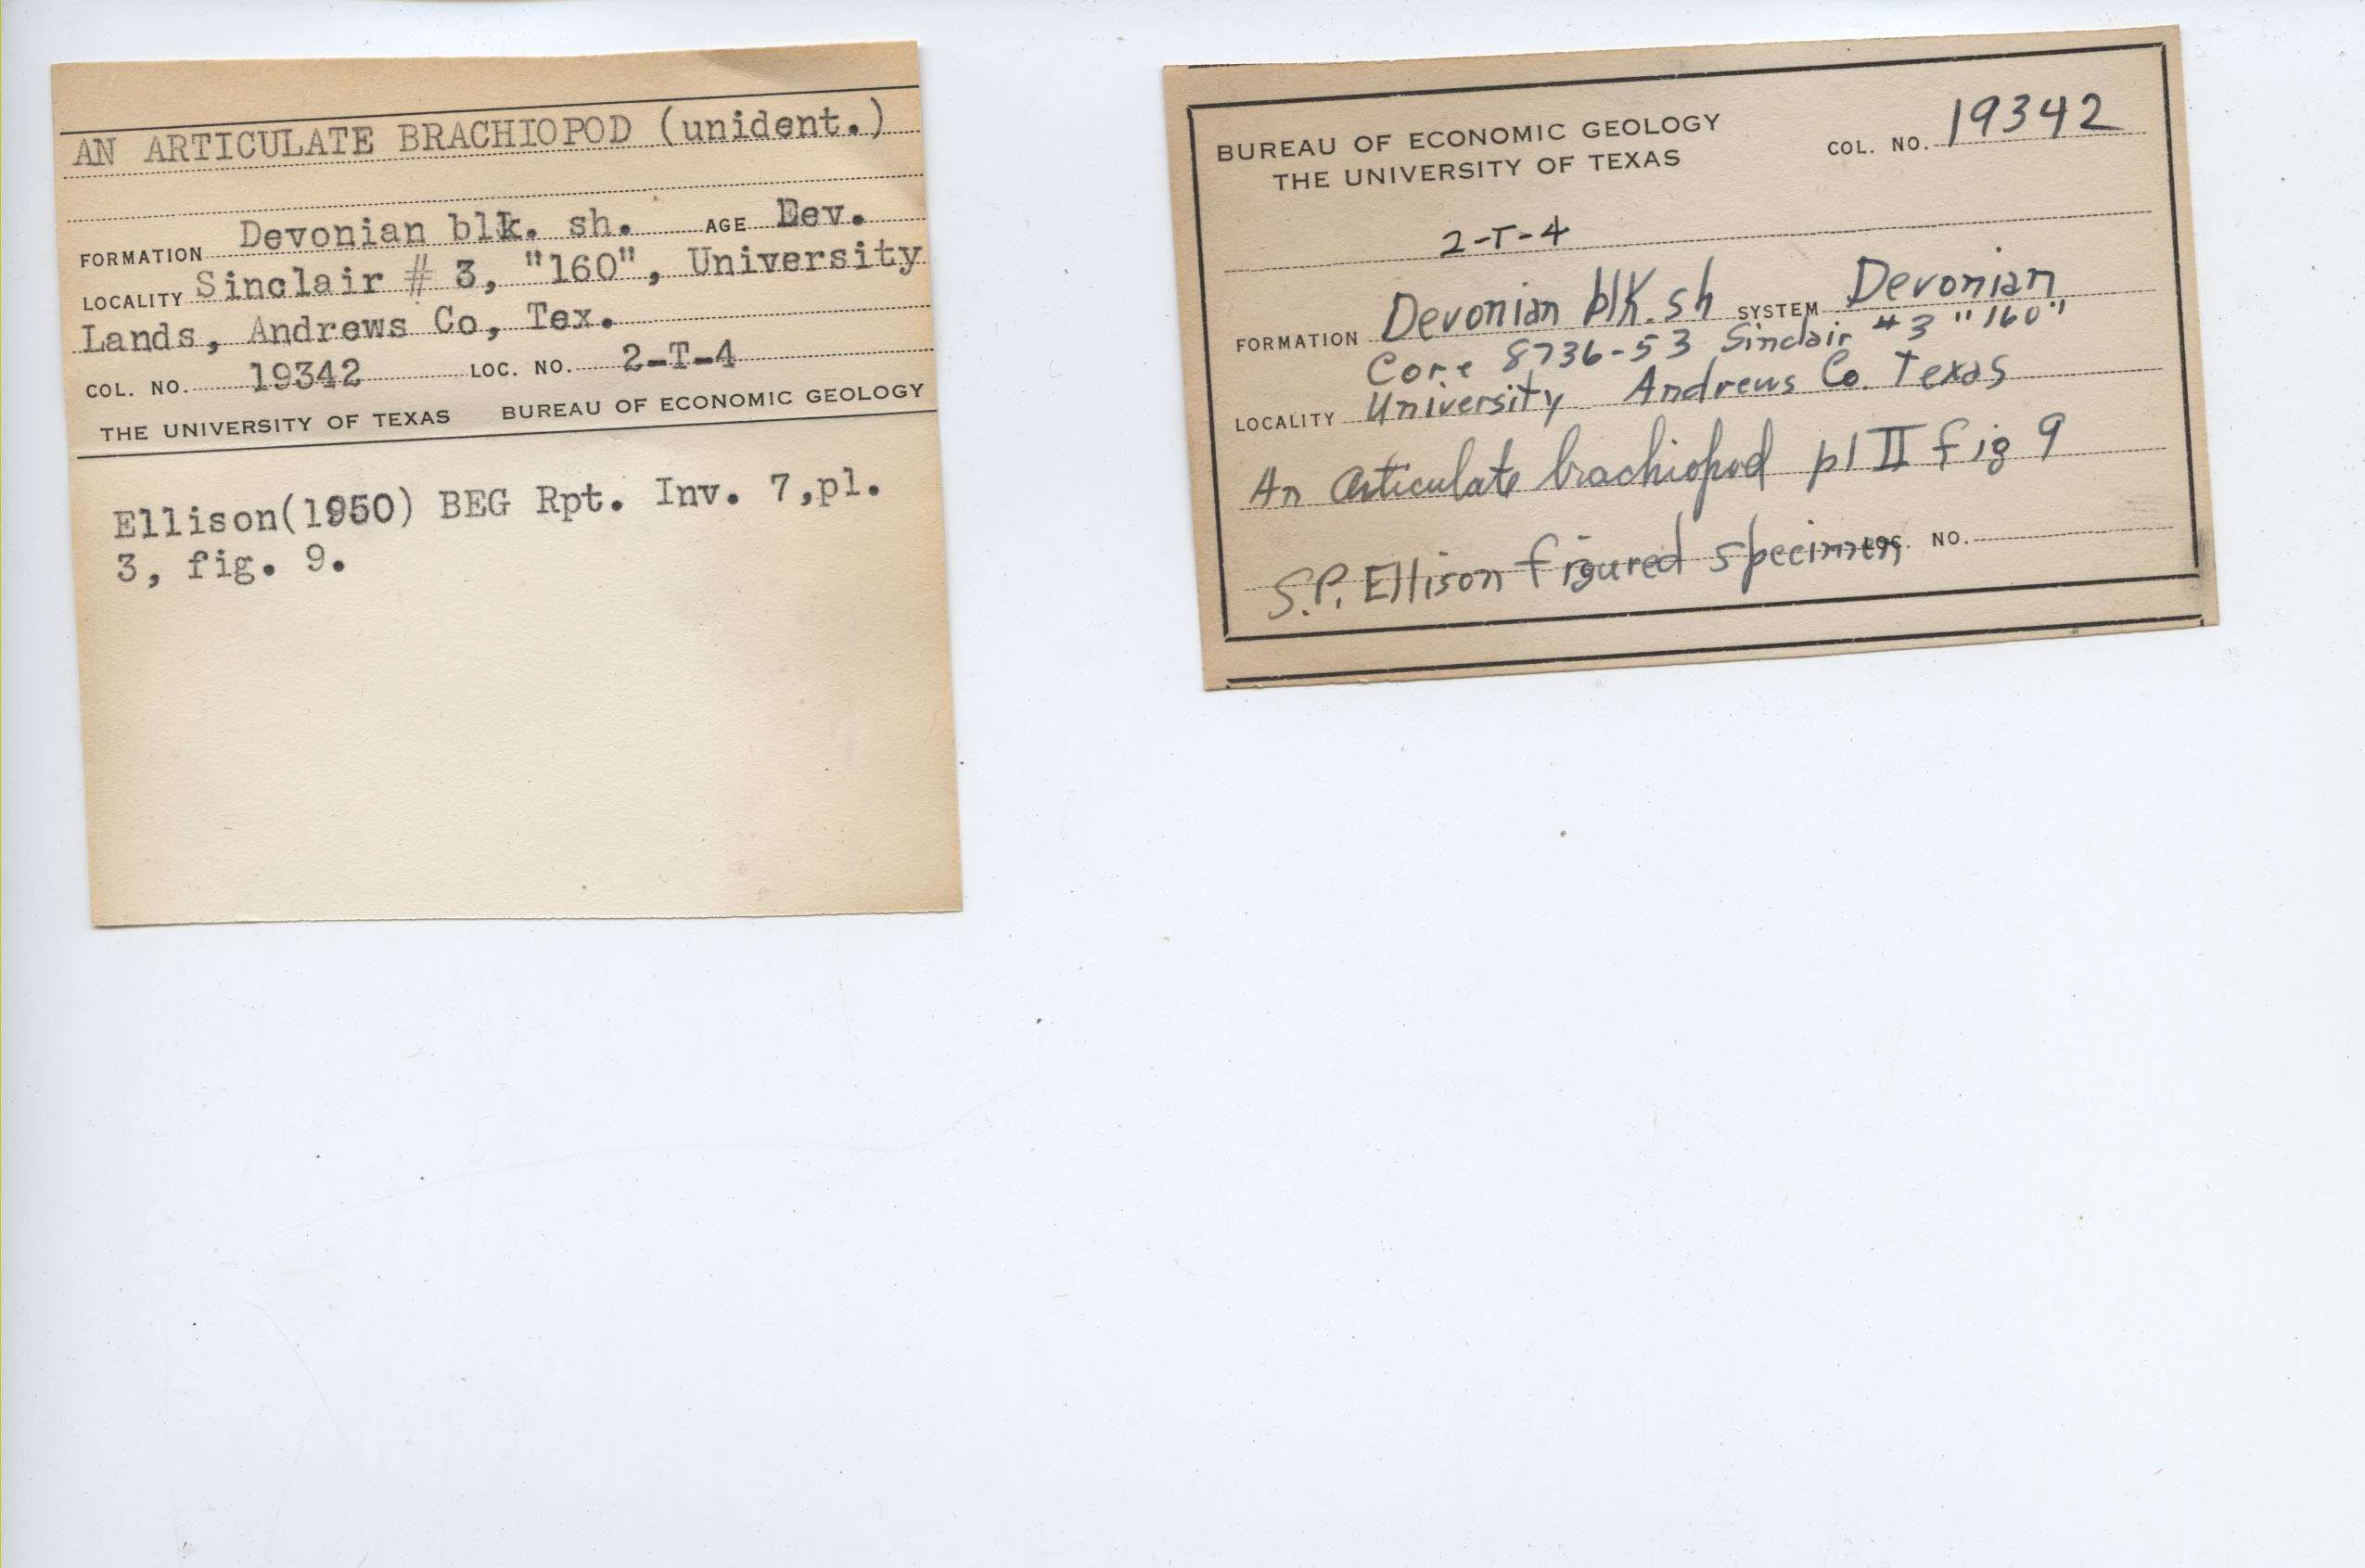 AN ARTICULATE BRACHIOPOD (unident.)
FORMATION Devonian blk. sh. AGE Eev.
LOCALITY Sinclair # 3, "160", University
Lands, Andrews Co, Tex.
COL. NO. 19342 LOC. NO. 2-T-4
THE UNIVERSITY OF TEXAS BUREAU OF ECONOMIC GEOLOGY
Ellison(1950) BEG Rpt. Inv. 7,pl.
3, fig. 9.
BUREAU OF ECONOMIC GEOLOGY
THE UNIVERSITY OF TEXAS
COL. NO. 19342
2-T-4
FORMATION Devonian blk. sh SYSTEM Devonian
Core 8736-53 Sinclair #3 "160"
LOCALITY University Andrews Co. Texas
An articulate brachiopod pl II fig 9
S.P. Ellison figured specimen LOC. NO.